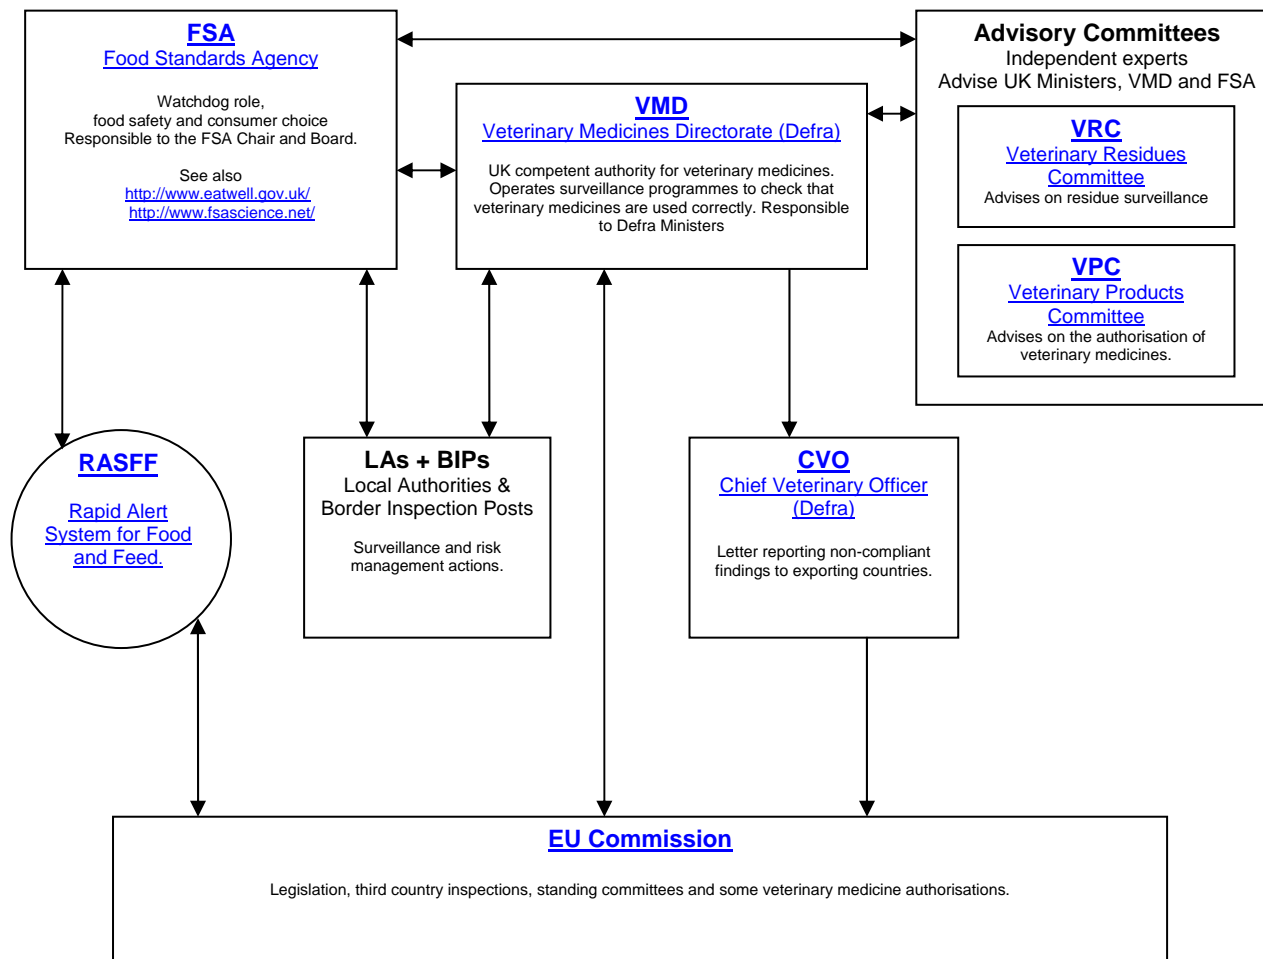 FSA
Food Standards Agency
Watchdog role,
food safety and consumer choice
Responsible to the FSA Chair and Board.
See also
http://www.eatwell.gov.uk/
http://www.fsascience.net/
VMD
Veterinary Medicines Directorate (Defra)
UK competent authority for veterinary medicines.
Operates surveillance programmes to check that
veterinary medicines are used correctly. Responsible
to Defra Ministers
Advisory Committees
Independent experts
Advise UK Ministers, VMD and FSA
VRC
Veterinary Residues
Committee
Advises on residue surveillance
VPC
Veterinary Products
Committee
Advises on the authorisation of
veterinary medicines.
RASFF
Rapid Alert
System for Food
and Feed.
LAs + BIPs
Local Authorities &
Border Inspection Posts
Surveillance and risk
management actions.
CVO
Chief Veterinary Officer
(Defra)
Letter reporting non-compliant
findings to exporting countries.
EU Commission
Legislation, third country inspections, standing committees and some veterinary medicine authorisations.